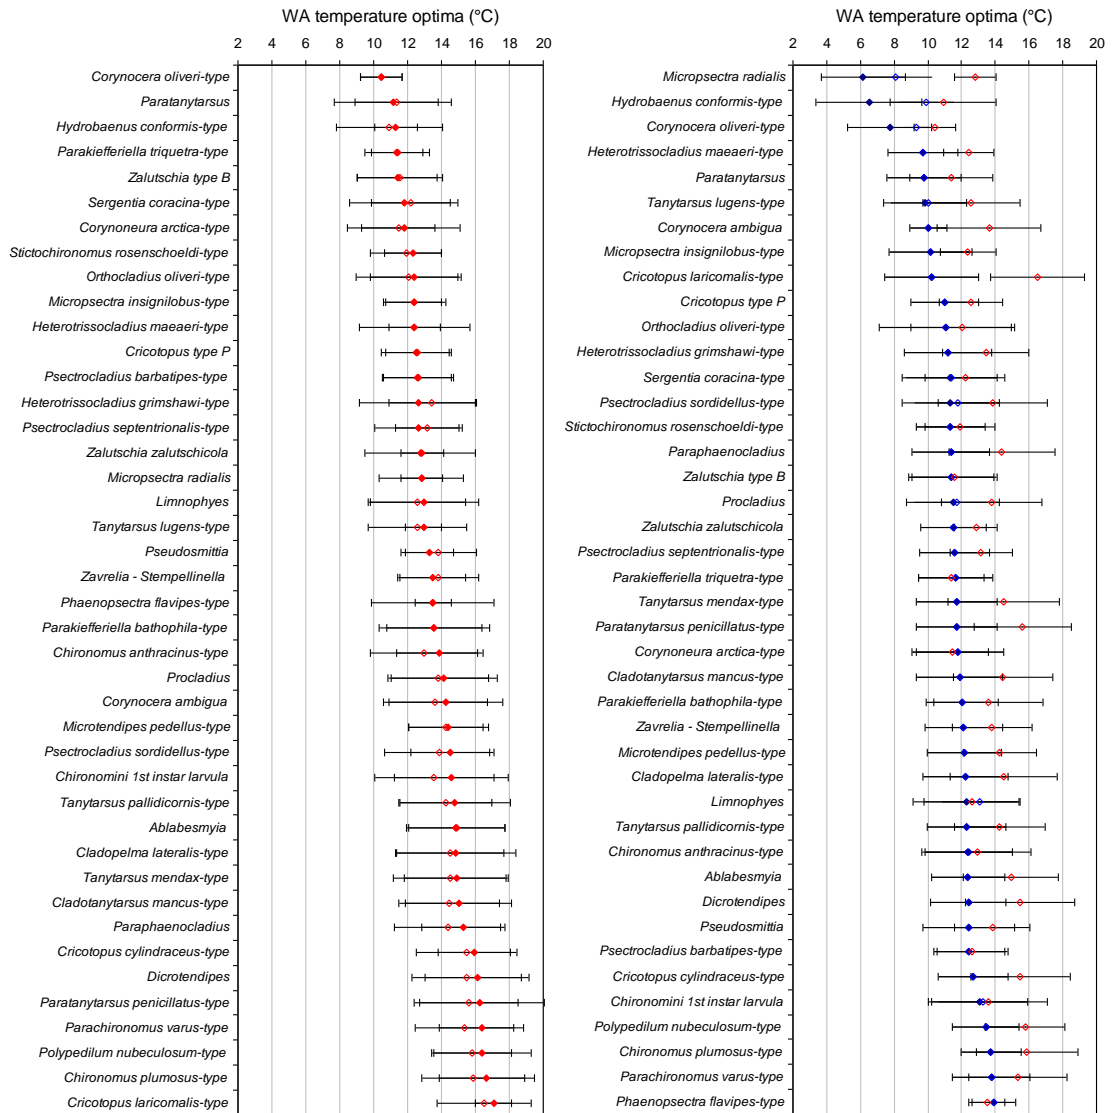 WA temperature optima (°C)
2 4 6 8 10 12 14 16 18 20
Corynocera oliveri-type
Paratanytarsus
Hydrobaenus conformis-type
Parakiefferiella triquetra-type
Zalutschia type B
Sergentia coracina-type
Corynoneura arctica-type
Stictochironomus rosenschoeldi-type
Orthocladius oliveri-type
Micropsectra insignilobus-type
Heterotrissocladius maeaeri-type
Cricotopus type P
Psectrocladius barbatipes-type
Heterotrissocladius grimshawi-type
Psectrocladius septentrionalis-type
Zalutschia zalutschicola
Micropsectra radialis
Limnophyes
Tanytarsus lugens-type
Pseudosmittia
Zavrelia - Stempellinella
Phaenopsectra flavipes-type
Parakiefferiella bathophila-type
Chironomus anthracinus-type
Procladius
Corynocera ambigua
Microtendipes pedellus-type
Psectrocladius sordidellus-type
Chironomini 1st instar larvula
Tanytarsus pallidicornis-type
Ablabesmyia
Cladopelma lateralis-type
Tanytarsus mendax-type
Cladotanytarsus mancus-type
Paraphaenocladius
Cricotopus cylindraceus-type
Dicrotendipes
Paratanytarsus penicillatus-type
Parachironomus varus-type
Polypedilum nubeculosum-type
Chironomus plumosus-type
Cricotopus laricomalis-type
WA temperature optima (°C)
2 4 6 8 10 12 14 16 18 20
Micropsectra radialis
Hydrobaenus conformis-type
Corynocera oliveri-type
Heterotrissocladius maeaeri-type
Paratanytarsus
Tanytarsus lugens-type
Corynocera ambigua
Micropsectra insignilobus-type
Cricotopus laricomalis-type
Cricotopus type P
Orthocladius oliveri-type
Heterotrissocladius grimshawi-type
Sergentia coracina-type
Psectrocladius sordidellus-type
Stictochironomus rosenschoeldi-type
Paraphaenocladius
Zalutschia type B
Procladius
Zalutschia zalutschicola
Psectrocladius septentrionalis-type
Parakiefferiella triquetra-type
Tanytarsus mendax-type
Paratanytarsus penicillatus-type
Corynoneura arctica-type
Cladotanytarsus mancus-type
Parakiefferiella bathophila-type
Zavrelia - Stempellinella
Microtendipes pedellus-type
Cladopelma lateralis-type
Limnophyes
Tanytarsus pallidicornis-type
Chironomus anthracinus-type
Ablabesmyia
Dicrotendipes
Pseudosmittia
Psectrocladius barbatipes-type
Cricotopus cylindraceus-type
Chironomini 1st instar larvula
Polypedilum nubeculosum-type
Chironomus plumosus-type
Parachironomus varus-type
Phaenopsectra flavipes-type